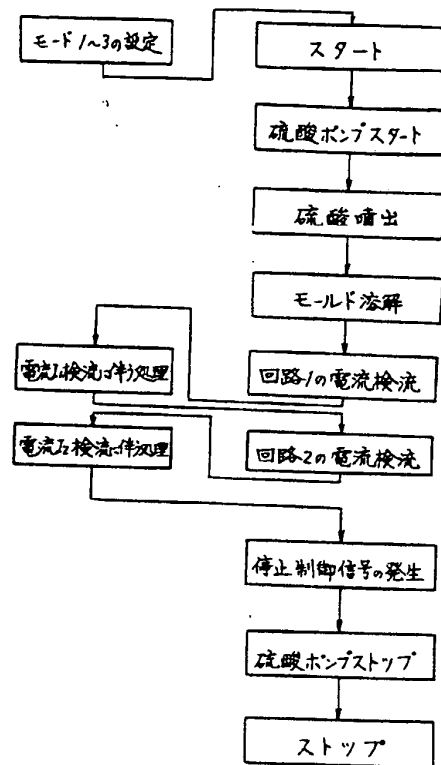 モード1~3の設定
スタート
硫酸ポンプスタート
硫酸噴出
モールド溶解
回路1の電流検流
電流I₁検流に伴う処理
回路2の電流検流
電流I₂検流に伴う処理
停止制御信号の発生
硫酸ポンプストップ
ストップ